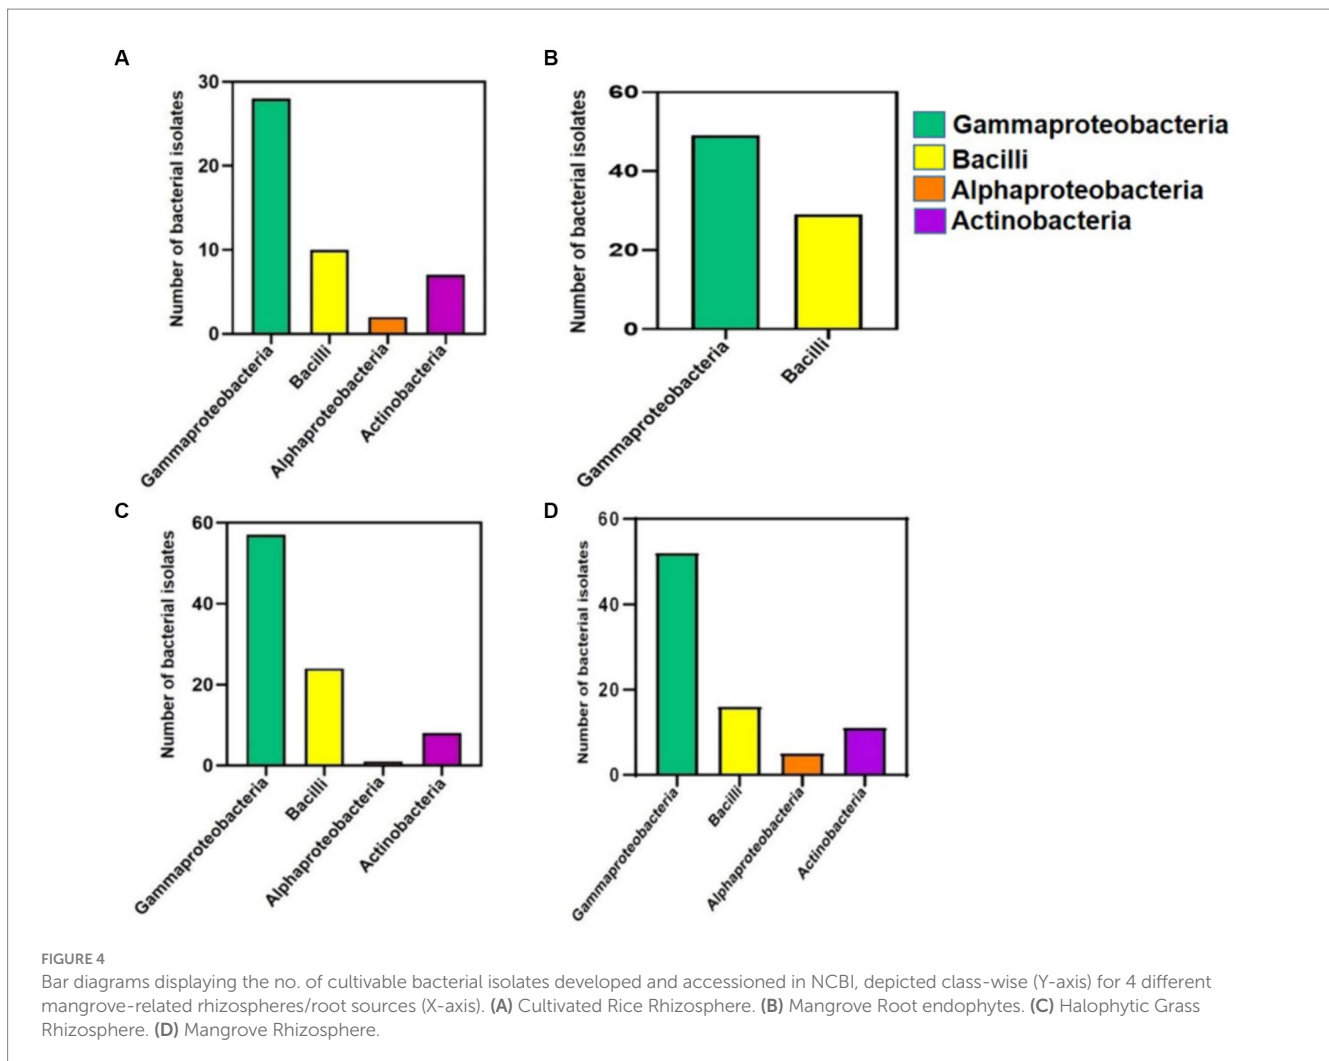 A
Number of bacterial isolates
30
20
10
0
Gammaproteobacteria
Bacilli
Alphaproteobacteria
Actinobacteria
B
Number of bacterial isolates
60
40
20
0
Gammaproteobacteria
Bacilli
Gammaproteobacteria
Bacilli
Alphaproteobacteria
Actinobacteria
C
Number of bacterial isolates
60
40
20
0
Gammaproteobacteria
Bacilli
Alphaproteobacteria
Actinobacteria
D
Number of bacterial isolates
60
40
20
0
Gammaproteobacteria
Bacilli
Alphaproteobacteria
Actinobacteria
FIGURE 4
Bar diagrams displaying the no. of cultivable bacterial isolates developed and accessioned in NCBI, depicted class-wise (Y-axis) for 4 different
mangrove-related rhizospheres/root sources (X-axis). (A) Cultivated Rice Rhizosphere. (B) Mangrove Root endophytes. (C) Halophytic Grass
Rhizosphere. (D) Mangrove Rhizosphere.